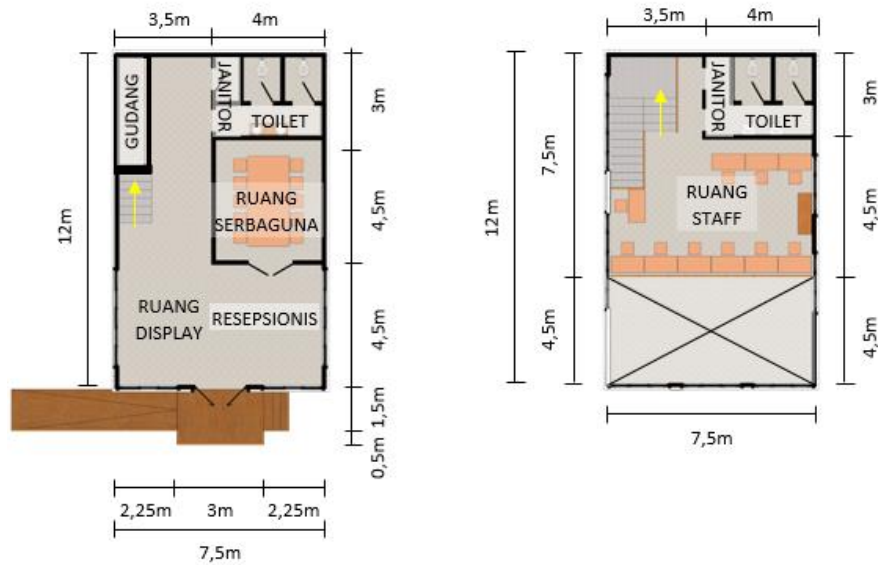 3,5m
4m
3,5m
4m
GUDANG
JANITOR
TOILET
3m
JANITOR
TOILET
3m
12m
RUANG
SERBAGUNA
4,5m
12m
7,5m
RUANG
STAFF
4,5m
RUANG
DISPLAY
RESEPSIONIS
4,5m
4,5m
4,5m
1,5m
0,5m
7,5m
2,25m
3m
2,25m
7,5m